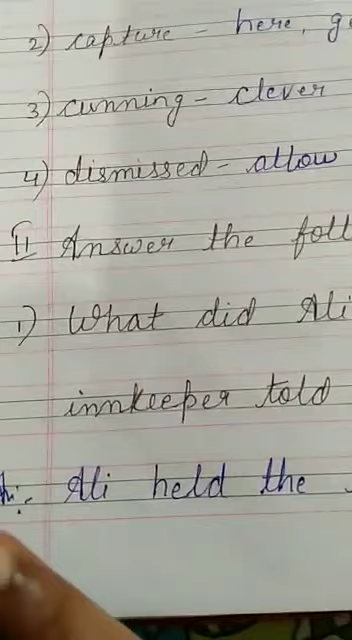 2) capture - here, ge
3) cunning - clever
4) dismissed - allow
II Answer the foll
1) What did Ali
innkeeper told
Ali held the